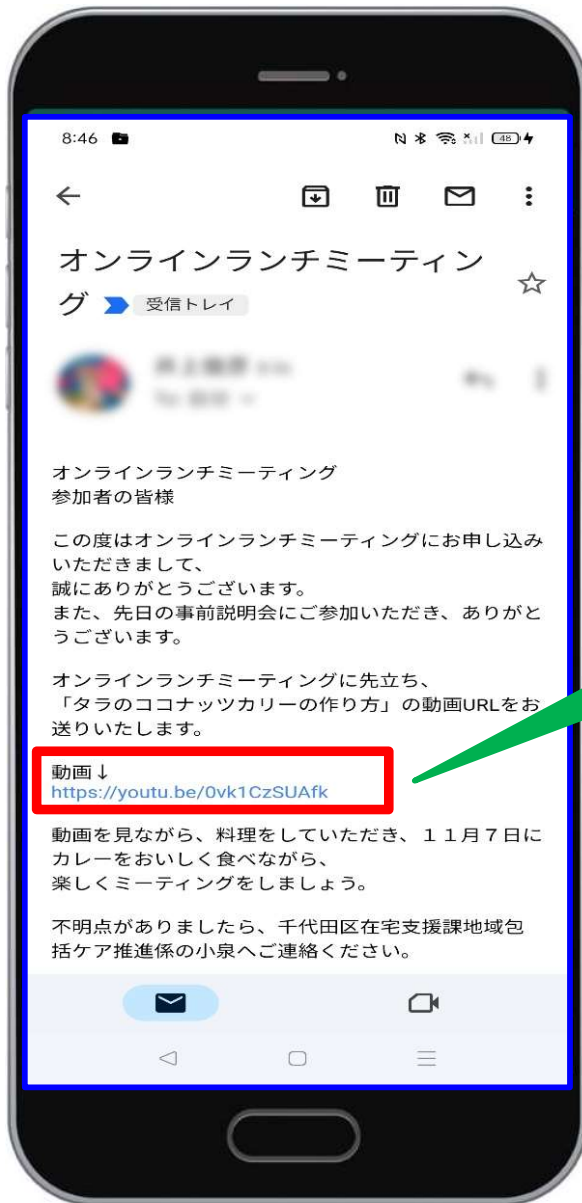 8:46
48
オンラインランチミーティン
グ 受信トレイ
オンラインランチミーティング
参加者の皆様
この度はオンラインランチミーティングにお申し込み
いただきまして、
誠にありがとうございます。
また、先日の事前説明会にご参加いただき、ありがと
うございます。
オンラインランチミーティングに先立ち、
「タラのココナッツカリーの作り方」の動画URLをお
送りいたします。
動画↓
https://youtu.be/0vk1CzSUAfk
動画を見ながら、料理をしていただき、１１月７日に
カレーをおいしく食べながら、
楽しくミーティングをしましょう。
不明点がありましたら、千代田区在宅支援課地域包
括ケア推進係の小泉へご連絡ください。